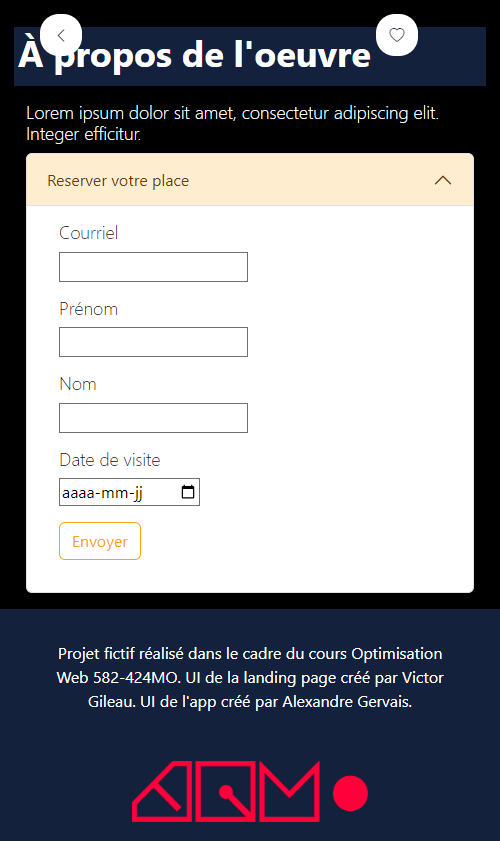 À propos de l'oeuvre
Lorem ipsum dolor sit amet, consectetur adipiscing elit.
Integer efficitur.
Reserver votre place
Courriel
Prénom
Nom
Date de visite
aaaa-mm-jj
Envoyer
Projet fictif réalisé dans le cadre du cours Optimisation
Web 582-424MO. UI de la landing page créé par Victor
Gileau. UI de l'app créé par Alexandre Gervais.